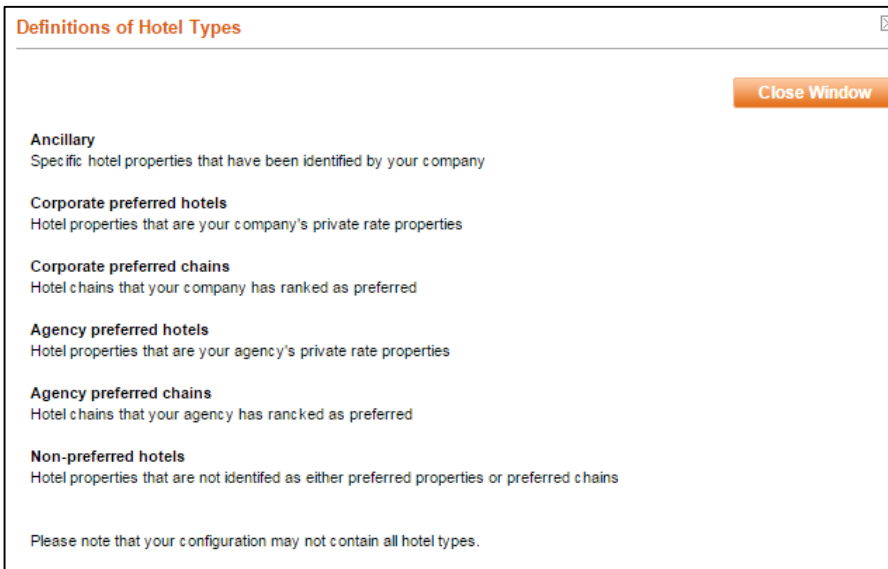 Definitions of Hotel Types
Close Window
Ancillary
Specific hotel properties that have been identified by your company
Corporate preferred hotels
Hotel properties that are your company's private rate properties
Corporate preferred chains
Hotel chains that your company has ranked as preferred
Agency preferred hotels
Hotel properties that are your agency's private rate properties
Agency preferred chains
Hotel chains that your agency has rancked as preferred
Non-preferred hotels
Hotel properties that are not identifed as either preferred properties or preferred chains
Please note that your configuration may not contain all hotel types.